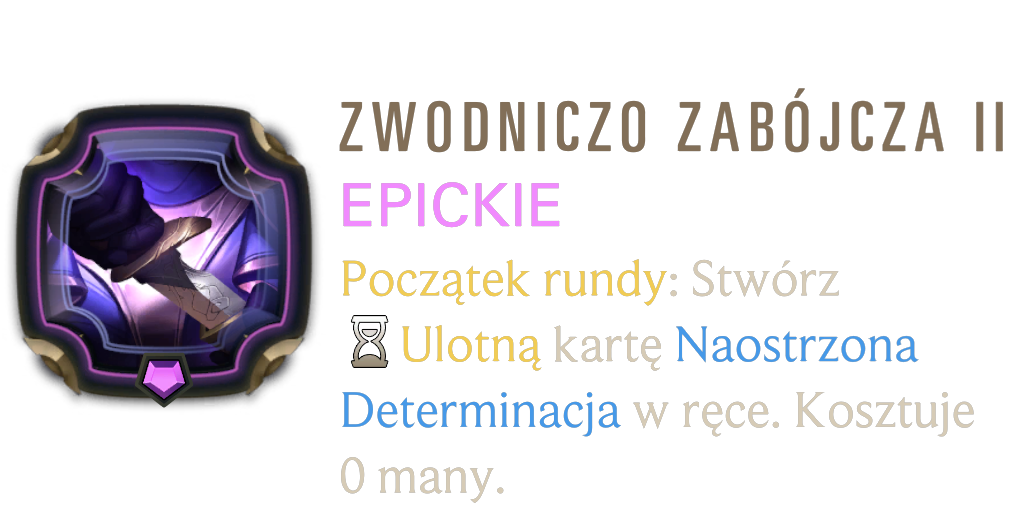 ZWODNICZO ZABÓJCZA II
EPICKIE
Początek rundy: Stwórz
Ulotną kartę Naostrzona
Determinacja w ręce. Kosztuje
0 many.